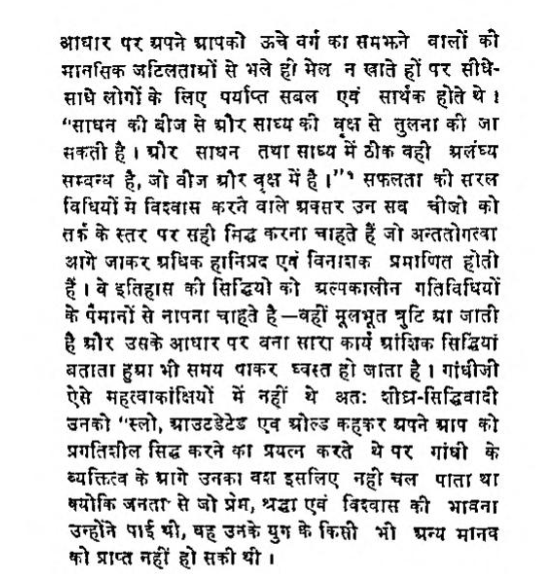 आधार पर अपने आपको ऊचे वर्ग का समझने वालों की
मानसिक जटिलताओं से भले ही मेल न खाते हों पर सीधे-
साधे लोगों के लिए पर्याप्त सबल एवं सार्थक होते थे ।
“साधन की बीज से और साध्य की वृक्ष से तुलना की जा
सकती है । और साधन तथा साध्य में ठीक वही अलंघ्य
सम्बन्ध है, जो बीज और वृक्ष में है ।”¹ सफलता की सरल
विधियों मे विश्वास करने वाले अक्सर उन सब चीजो को
तर्क के स्तर पर सही सिद्ध करना चाहते हैं जो अन्ततोगत्वा
आगे जाकर अधिक हानिप्रद एवं विनाशक प्रमाणित होती
हैं । वे इतिहास की सिद्धियो को अल्पकालीन गतिविधियों
के पैमानों से नापना चाहते है—वहीं मूलभूत त्रुटि आ जाती
है और उसके आधार पर बना सारा कार्य आंशिक सिद्धियां
बताता हुआ भी समय पाकर ध्वस्त हो जाता है । गांधीजी
ऐसे महत्वाकांक्षियों में नहीं थे अतः शीघ्र-सिद्धिवादी
उनको “स्लो, आउटडेटेड एव ओल्ड कहकर अपने आप को
प्रगतिशील सिद्ध करने का प्रयत्न करते थे पर गांधी के
व्यक्तित्व के आगे उनका वश इसलिए नही चल पाता था
क्योकि जनता से जो प्रेम, श्रद्धा एवं विश्वास की भावना
उन्होंने पाई थी, वह उनके युग के किसी भी अन्य मानव
को प्राप्त नहीं हो सकी थी ।